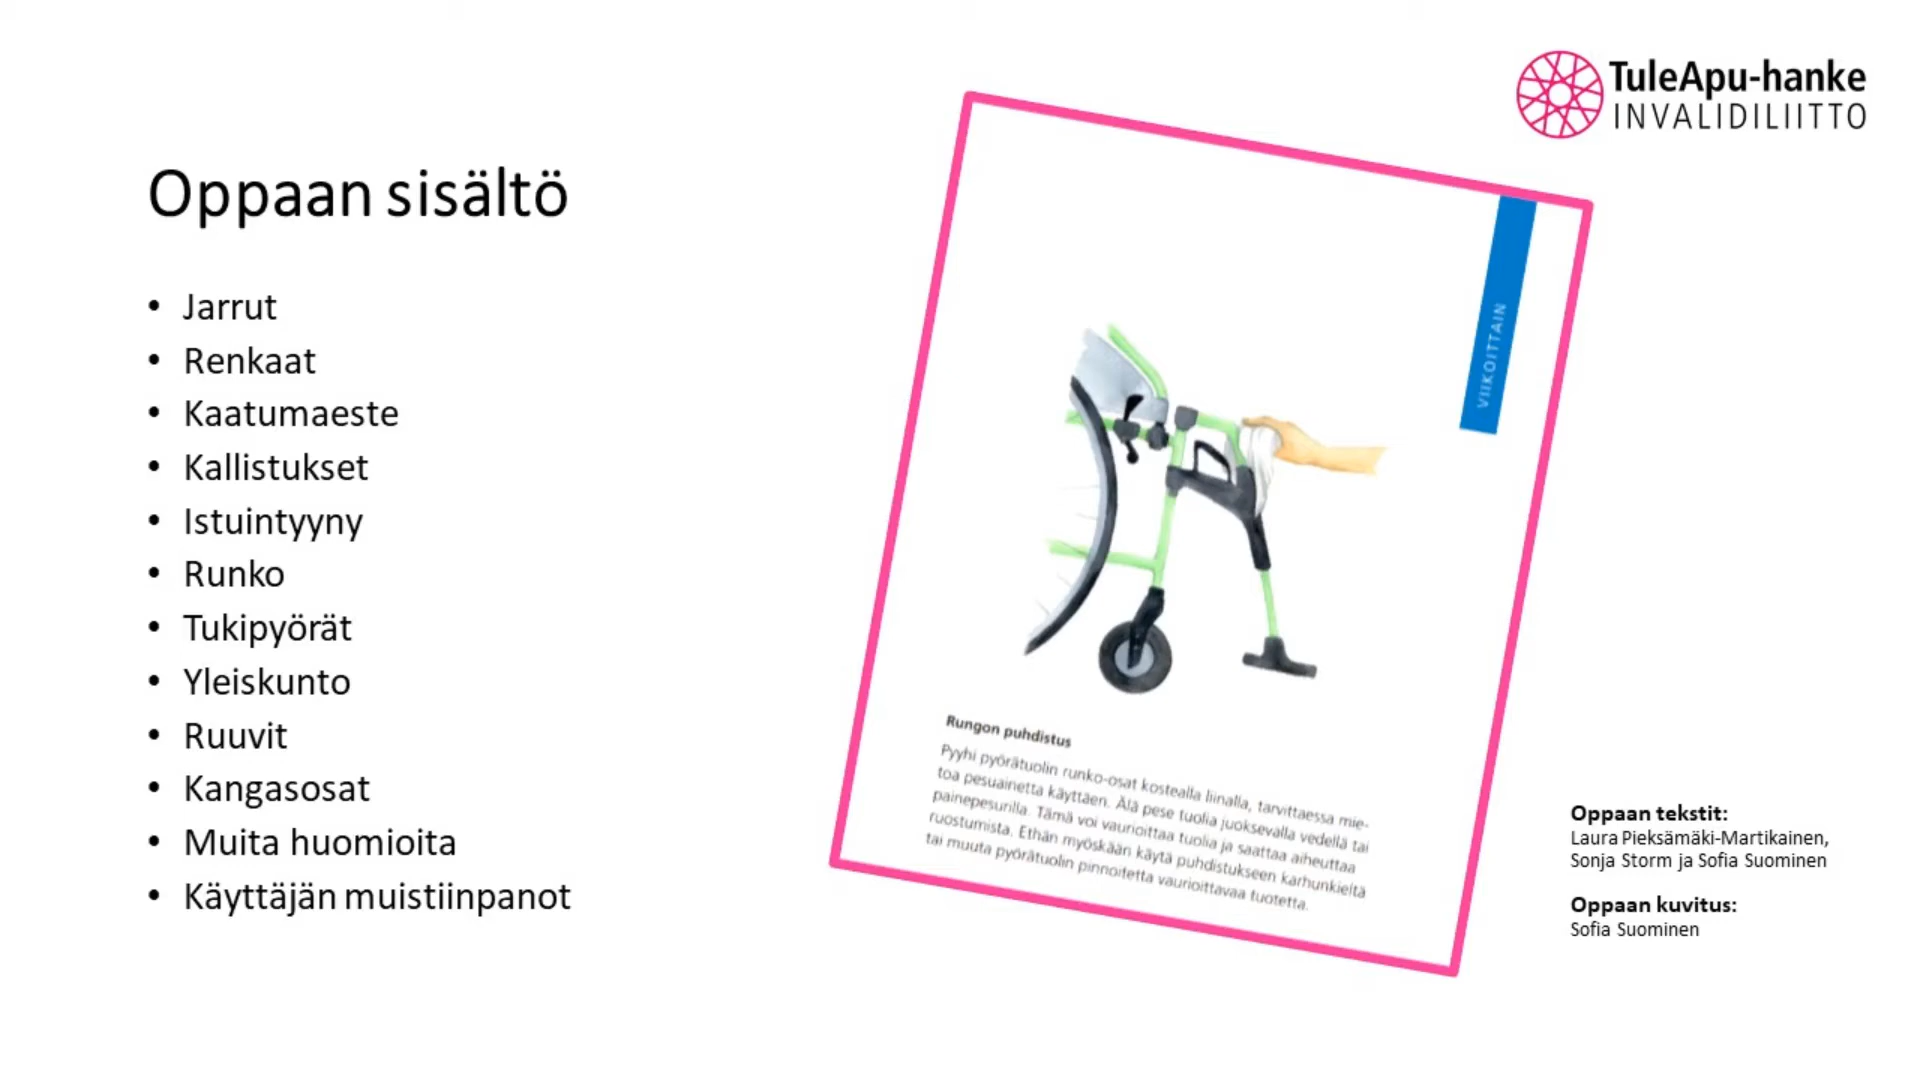 TuleApu-hanke
INVALIDILIITTO
Oppaan sisältö
• Jarrut
• Renkaat
• Kaatumaeste
• Kallistukset
• Istuintyyny
• Runko
• Tukipyörät
• Yleiskunto
• Ruuvit
• Kangasosat
• Muita huomioita
• Käyttäjän muistiinpanot
VIIKOITTAIN
Rungon puhdistus
Pyyhi pyörätuolin runko-osat kostealla liinalla, tarvittaessa mie-
toa pesuainetta käyttäen. Älä pese tuolia juoksevalla vedellä tai
painepesurilla. Tämä voi vaurioittaa tuolia ja saattaa aiheuttaa
ruostumista. Ethän myöskään käytä puhdistukseen karhunkieltä
tai muuta pyörätuolin pinnoitetta vaurioittavaa tuotetta.
Oppaan tekstit:
Laura Pieksämäki-Martikainen,
Sonja Storm ja Sofia Suominen
Oppaan kuvitus:
Sofia Suominen